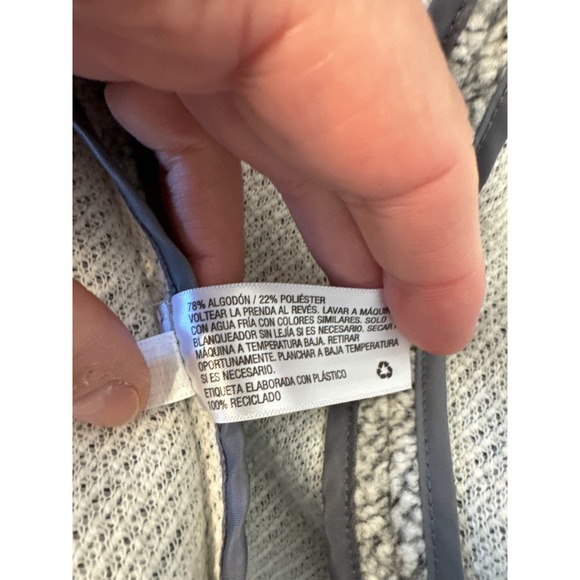 78% ALGODÓN / 22% POLIÉSTER
VOLTEAR LA PRENDA AL REVÉS. LAVAR A MÁQUINA
CON AGUA FRÍA CON COLORES SIMILARES. SOLO
BLANQUEADOR SIN LEJÍA SI ES NECESARIO. SECAR
MÁQUINA A TEMPERATURA BAJA. RETIRAR
OPORTUNAMENTE. PLANCHAR A BAJA TEMPERATURA
SI ES NECESARIO.
ETIQUETA ELABORADA CON PLÁSTICO
100% RECICLADO